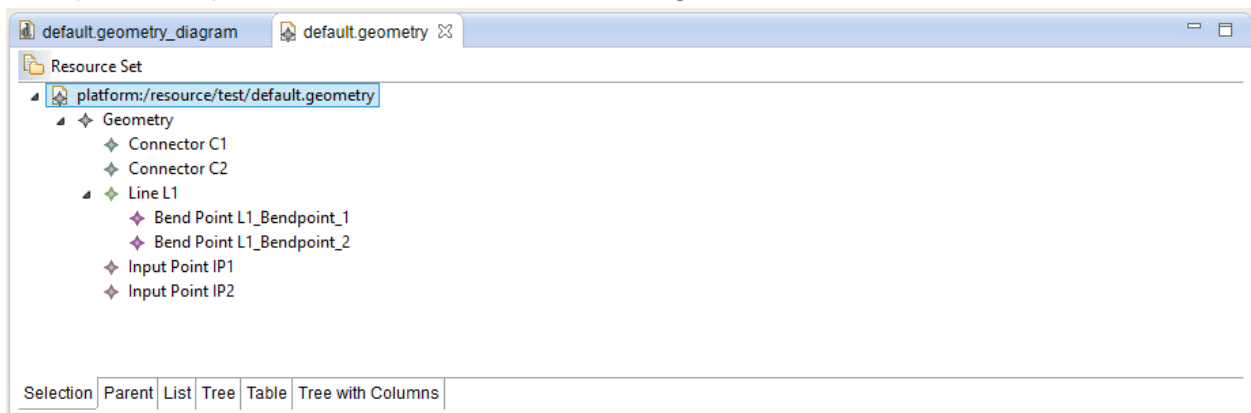 default.geometry_diagram default.geometry
Resource Set
platform:/resource/test/default.geometry
Geometry
Connector C1
Connector C2
Line L1
Bend Point L1_Bendpoint_1
Bend Point L1_Bendpoint_2
Input Point IP1
Input Point IP2
Selection Parent List Tree Table Tree with Columns